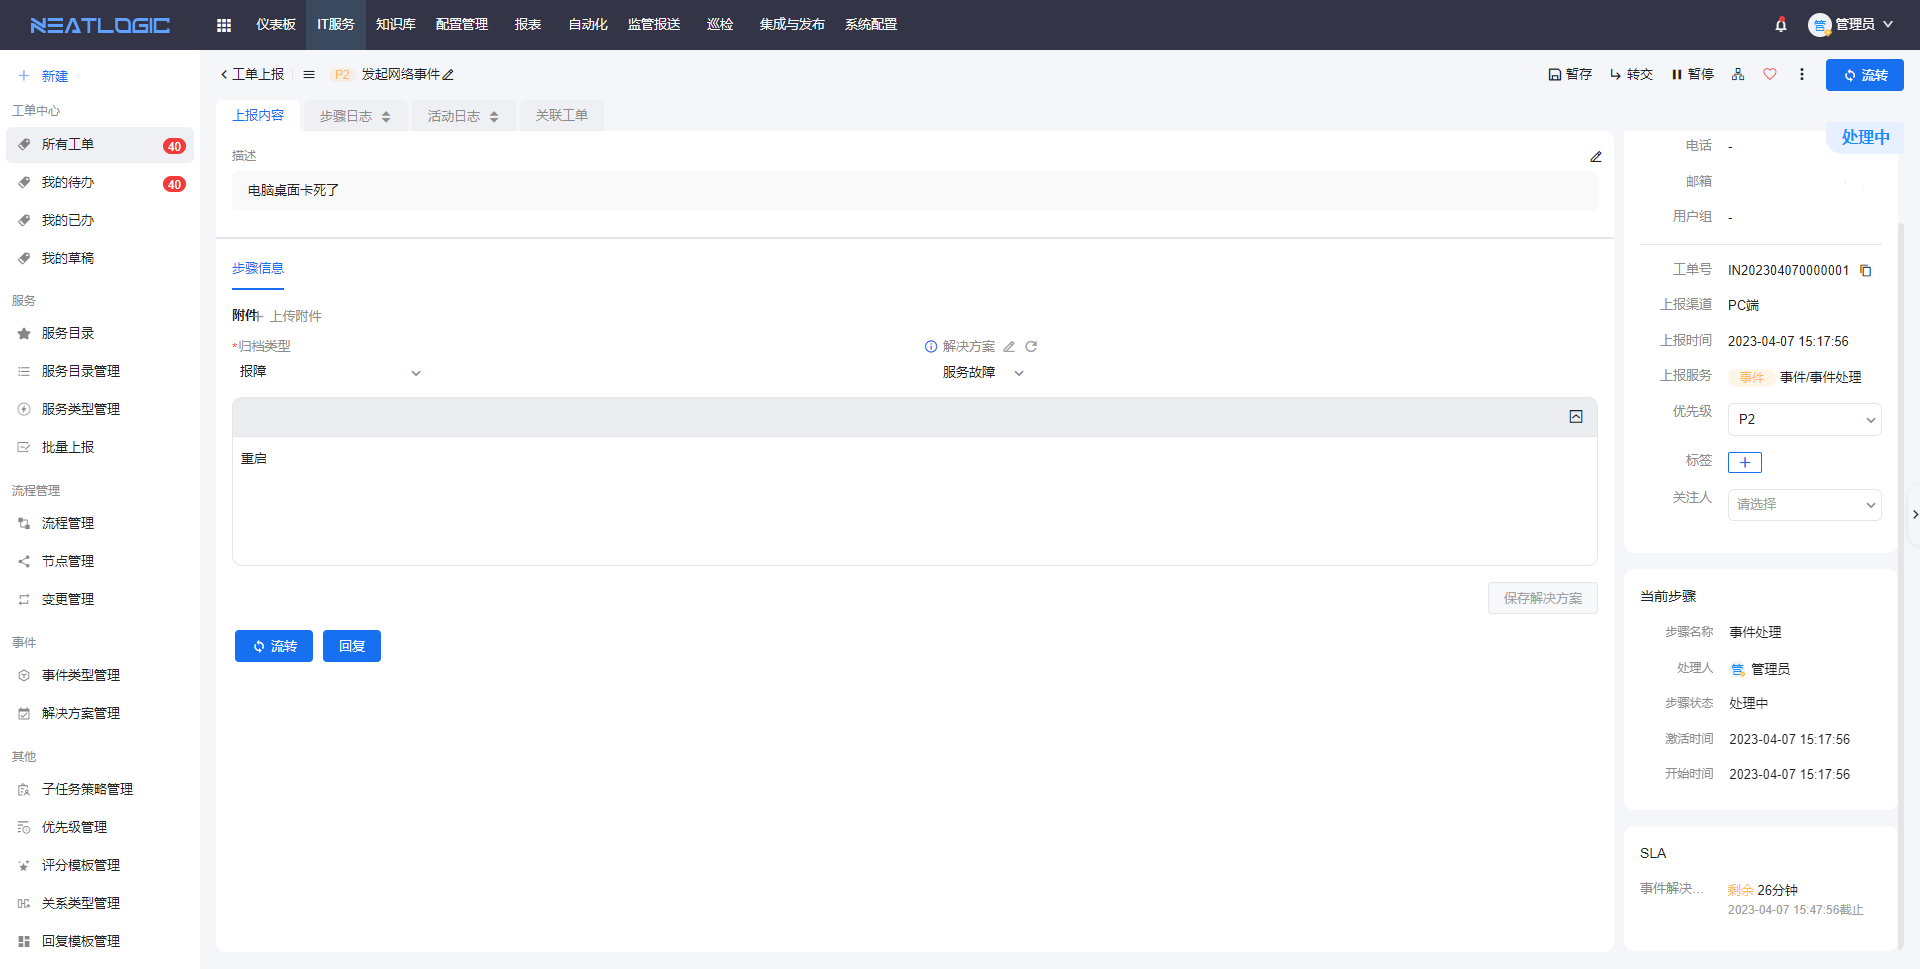 NEATLOGIC
仪表板 IT服务 知识库 配置管理 报表 自动化 监管报送 巡检 集成与发布 系统配置
管 管理员
新建
工单中心
所有工单 40
我的待办 40
我的已办
我的草稿
服务
服务目录
服务目录管理
服务类型管理
批量上报
流程管理
流程管理
节点管理
变更管理
事件
事件类型管理
解决方案管理
其他
子任务策略管理
优先级管理
评分模板管理
关系类型管理
回复模板管理
工单上报 P2 发起网络事件
暂存 转交 暂停 流转
上报内容 步骤日志 活动日志 关联工单
描述
电脑桌面卡死了
步骤信息
附件 上传附件
*归档类型
报障
解决方案
服务故障
重启
保存解决方案
流转 回复
处理中
电话 -
邮箱
用户组 -
工单号 IN202304070000001
上报渠道 PC端
上报时间 2023-04-07 15:17:56
上报服务 事件 事件/事件处理
优先级 P2
标签
关注人 请选择
当前步骤
步骤名称 事件处理
处理人 管 管理员
步骤状态 处理中
激活时间 2023-04-07 15:17:56
开始时间 2023-04-07 15:17:56
SLA
事件解决... 剩余 26分钟
2023-04-07 15:47:56截止